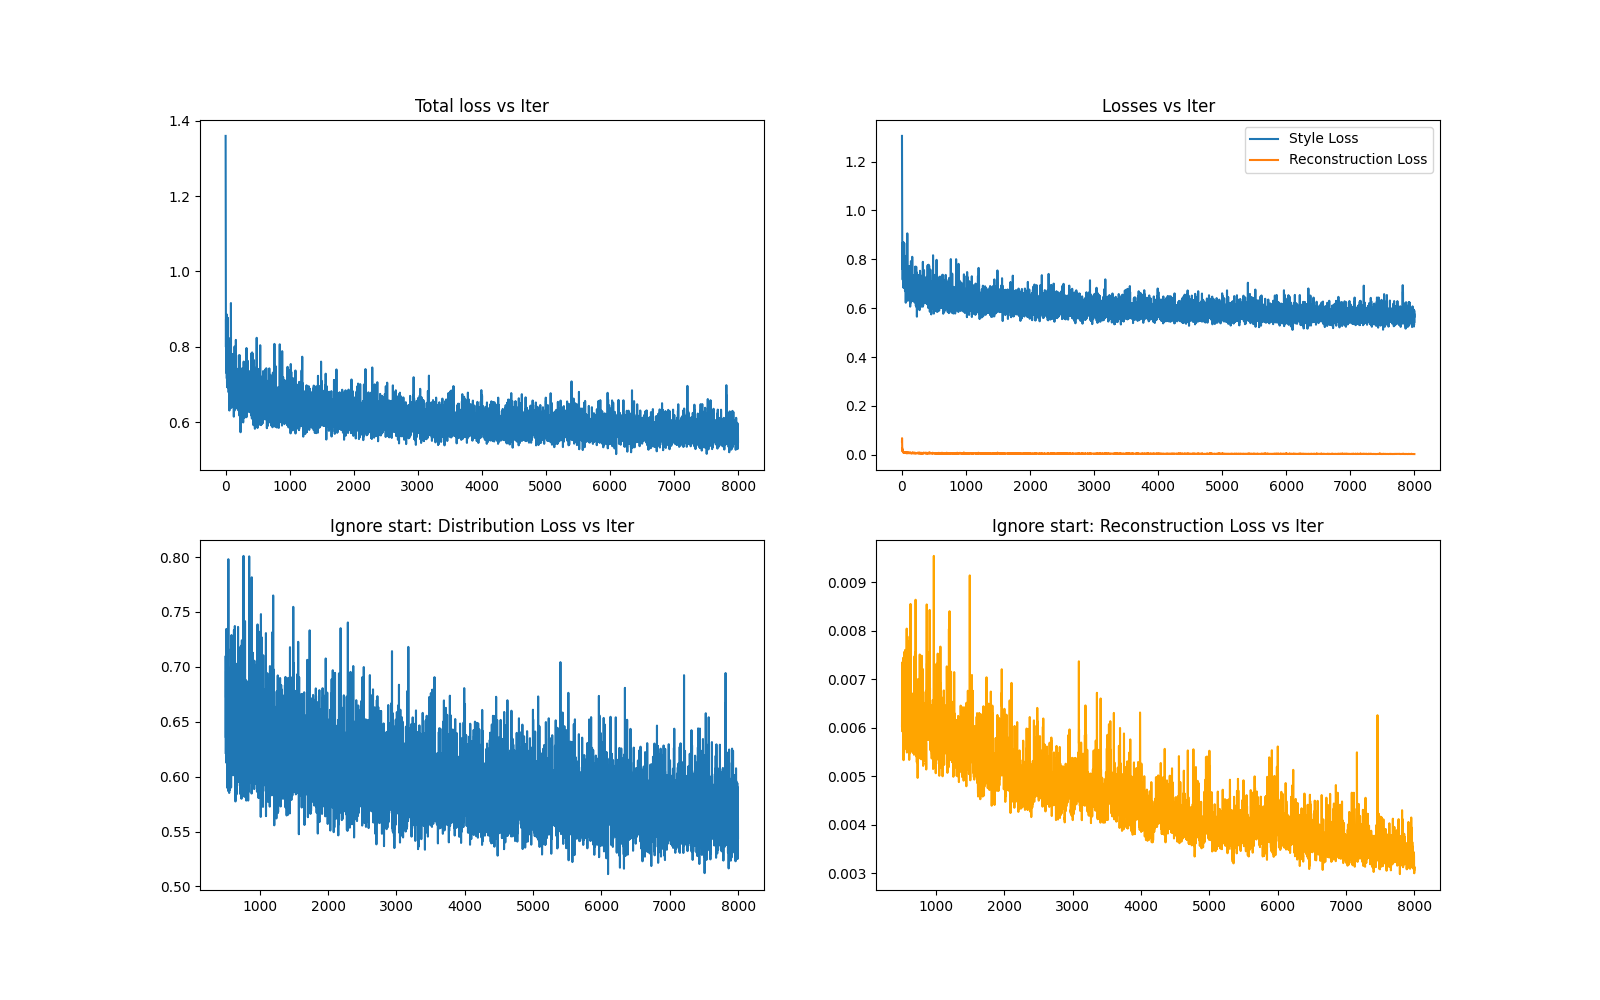 Total loss vs Iter
1.4
1.2
1.0
0.8
0.6
0 1000 2000 3000 4000 5000 6000 7000 8000
Losses vs Iter
Style Loss
Reconstruction Loss
1.2
1.0
0.8
0.6
0.4
0.2
0.0
0 1000 2000 3000 4000 5000 6000 7000 8000
Ignore start: Distribution Loss vs Iter
0.80
0.75
0.70
0.65
0.60
0.55
0.50
1000 2000 3000 4000 5000 6000 7000 8000
Ignore start: Reconstruction Loss vs Iter
0.009
0.008
0.007
0.006
0.005
0.004
0.003
1000 2000 3000 4000 5000 6000 7000 8000